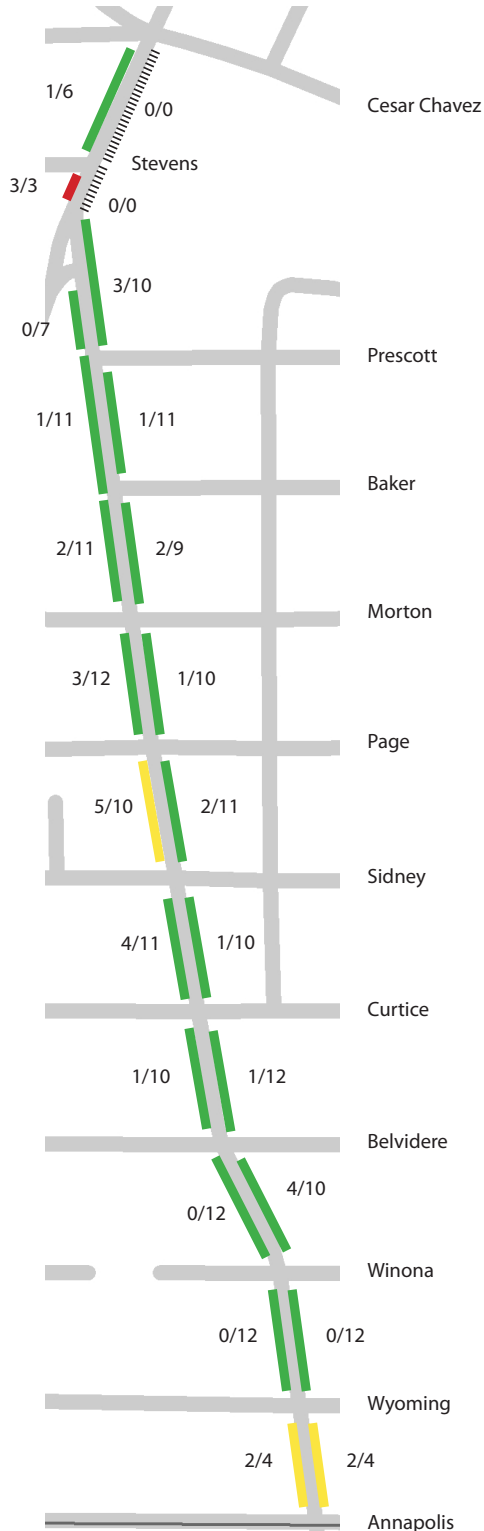 1/6
Cesar Chavez
0/0
Stevens
3/3
0/0
3/10
0/7
Prescott
1/11 1/11
Baker
2/11 2/9
Morton
3/12 1/10
Page
5/10 2/11
Sidney
4/11 1/10
Curtice
1/10 1/12
Belvidere
4/10
0/12
Winona
0/12 0/12
Wyoming
2/4 2/4
Annapolis